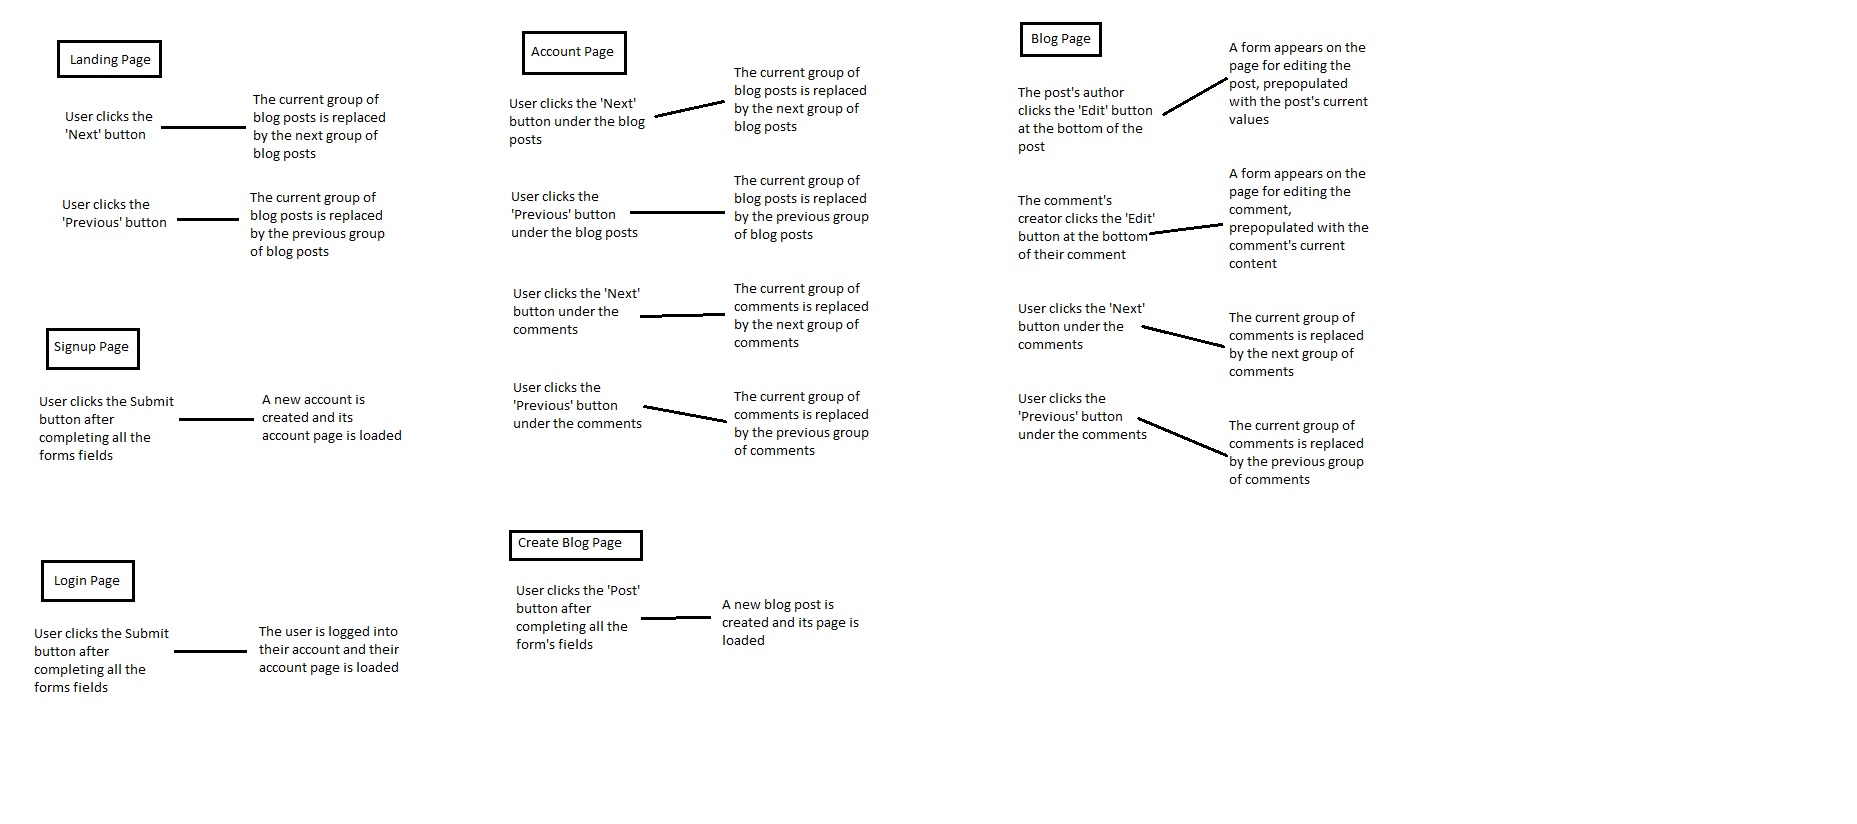 Landing Page
User clicks the
'Next' button
The current group of
blog posts is replaced
by the next group of
blog posts
User clicks the
'Previous' button
The current group of
blog posts is replaced
by the previous group
of blog posts
Signup Page
User clicks the Submit
button after
completing all the
forms fields
A new account is
created and its
account page is loaded
Login Page
User clicks the Submit
button after
completing all the
forms fields
The user is logged into
their account and their
account page is loaded
Account Page
User clicks the 'Next'
button under the blog
posts
The current group of
blog posts is replaced
by the next group of
blog posts
User clicks the
'Previous' button
under the blog posts
The current group of
blog posts is replaced
by the previous group
of blog posts
User clicks the 'Next'
button under the
comments
The current group of
comments is replaced
by the next group of
comments
User clicks the
'Previous' button
under the comments
The current group of
comments is replaced
by the previous group
of comments
Create Blog Page
User clicks the 'Post'
button after
completing all the
form's fields
A new blog post is
created and its page is
loaded
Blog Page
The post's author
clicks the 'Edit' button
at the bottom of the
post
A form appears on the
page for editing the
post, prepopulated
with the post's current
values
The comment's
creator clicks the 'Edit'
button at the bottom
of their comment
A form appears on the
page for editing the
comment,
prepopulated with the
comment's current
content
User clicks the 'Next'
button under the
comments
The current group of
comments is replaced
by the next group of
comments
User clicks the
'Previous' button
under the comments
The current group of
comments is replaced
by the previous group
of comments